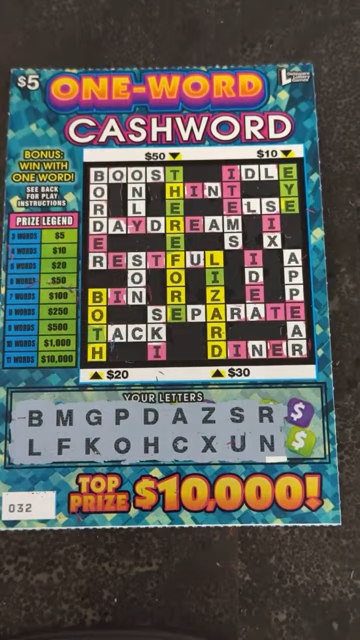 $5
ONE-WORD
CASHWORD
BONUS:
WIN WITH
ONE WORD!
SEE BACK
FOR PLAY
INSTRUCTIONS
PRIZE LEGEND
3 WORDS $5
4 WORDS $10
5 WORDS $20
6 WORDS $50
7 WORDS $100
8 WORDS $250
9 WORDS $500
10 WORDS $1,000
11 WORDS $10,000
$50 $10
BOOST IDLE
O N HINT Y
R L E ELSE
DAYDREAM I
E E S X
RESTFUL I A
O O I D P
BIN R Z E P
O SEPARATE
TACK R A
H I DINER
$20 $30
YOUR LETTERS
B M G P D A Z S R $
L F K O H C X U N $
TOP
PRIZE $10,000!
032